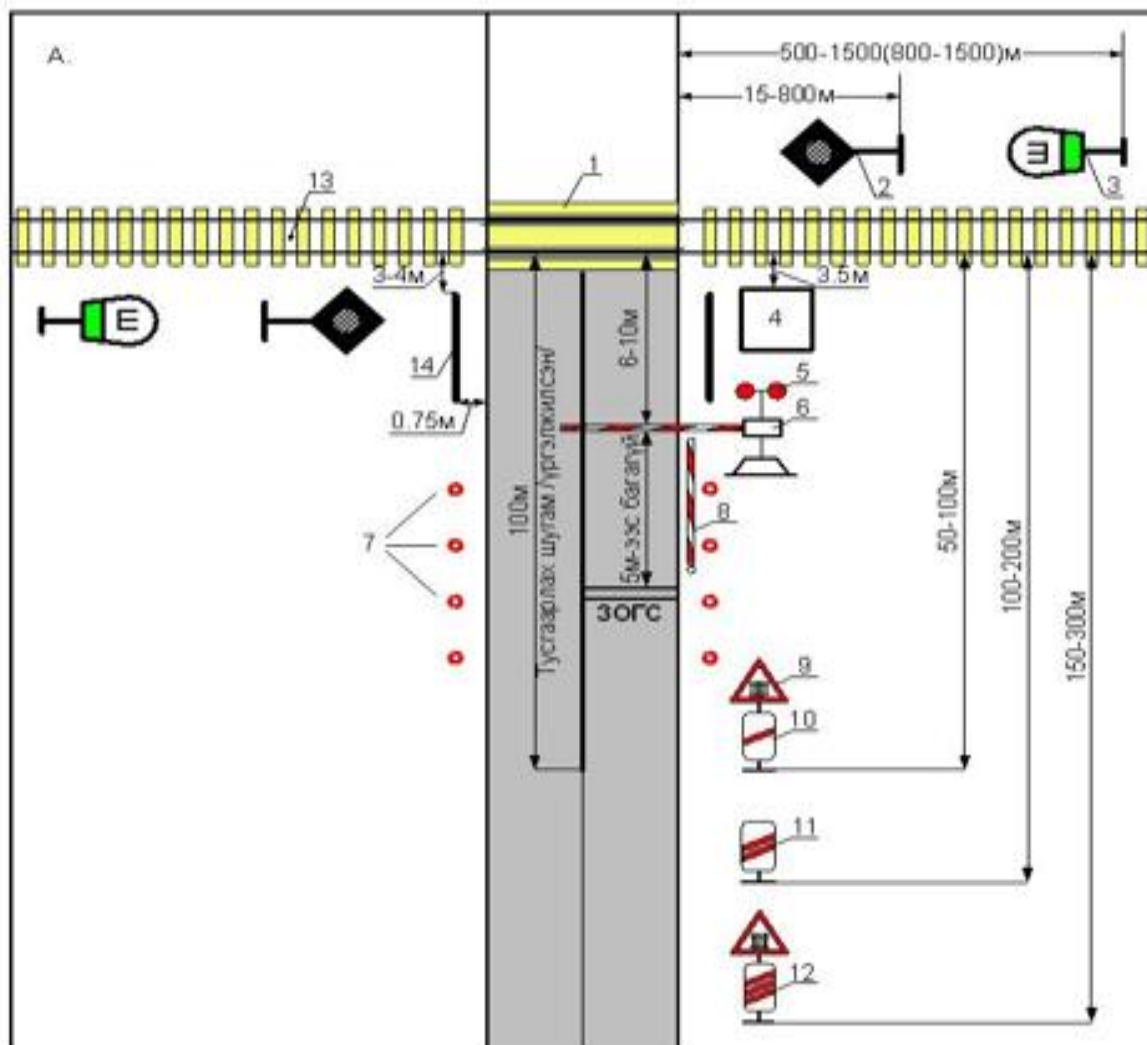 А.
500-1500(800-1500)м
15-800м
1
2
3
Ш
13
3-4м
3.5м
4
Ш
14
0.75м
6-10м
5
6
100м
Тусгаарлах шугам /үргэлжилсэн/
5м-ээс багагүй
7
8
ЗОГС
50-100м
100-200м
150-300м
9
10
11
12